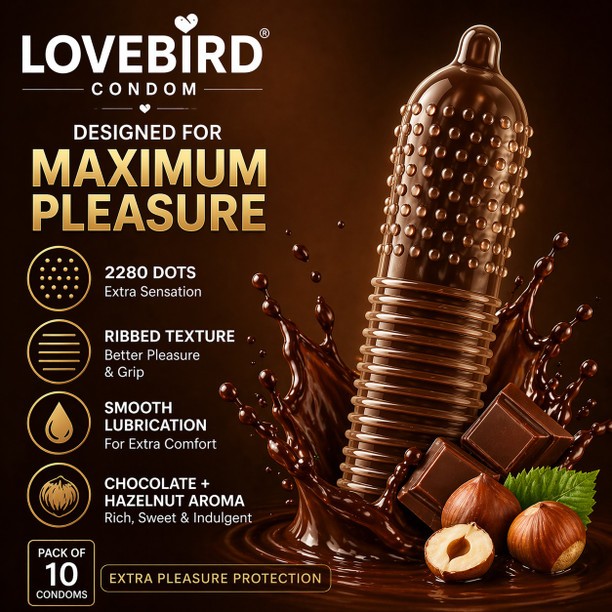 LOVEBIRD®
CONDOM
DESIGNED FOR
MAXIMUM
PLEASURE
2280 DOTS
Extra Sensation
RIBBED TEXTURE
Better Pleasure
& Grip
SMOOTH
LUBRICATION
For Extra Comfort
CHOCOLATE +
HAZELNUT AROMA
Rich, Sweet & Indulgent
PACK OF
10
CONDOMS
EXTRA PLEASURE PROTECTION